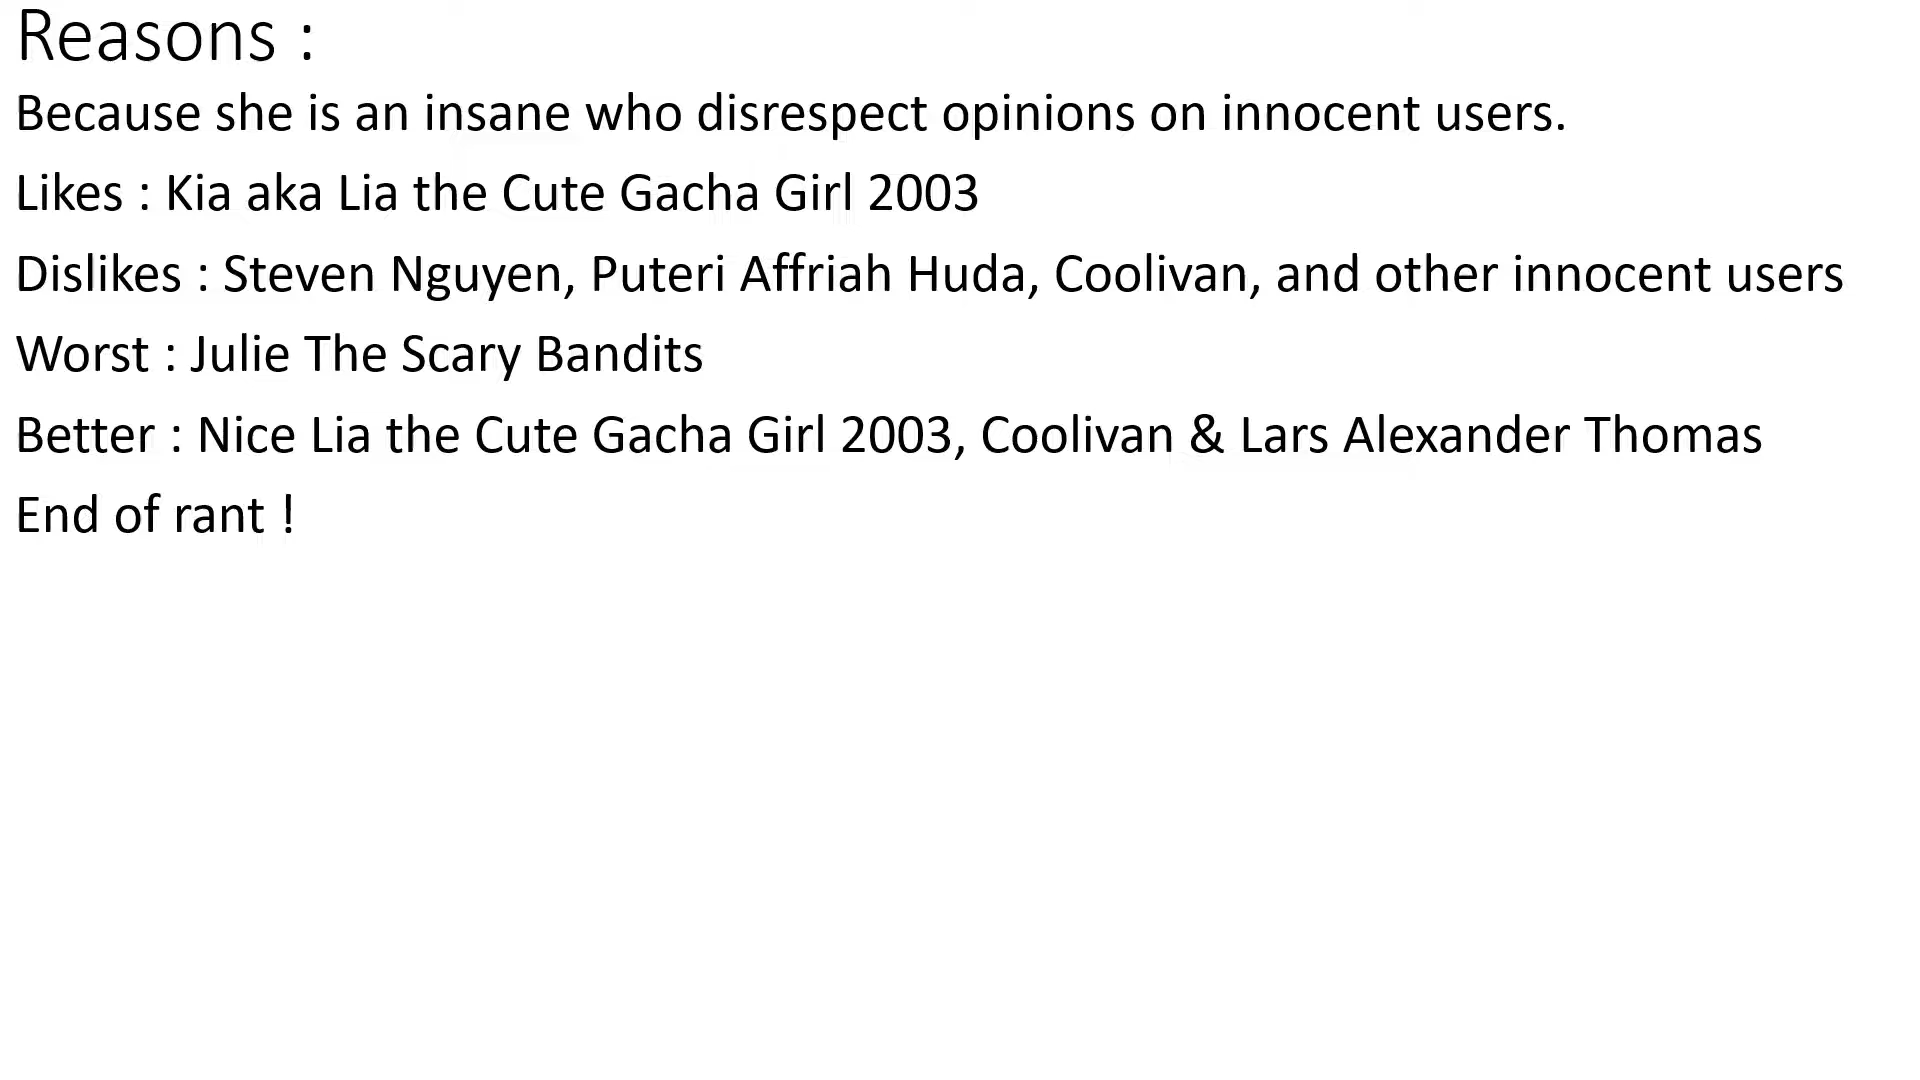 Reasons :
Because she is an insane who disrespect opinions on innocent users.
Likes : Kia aka Lia the Cute Gacha Girl 2003
Dislikes : Steven Nguyen, Puteri Affriah Huda, Coolivan, and other innocent users
Worst : Julie The Scary Bandits
Better : Nice Lia the Cute Gacha Girl 2003, Coolivan & Lars Alexander Thomas
End of rant !